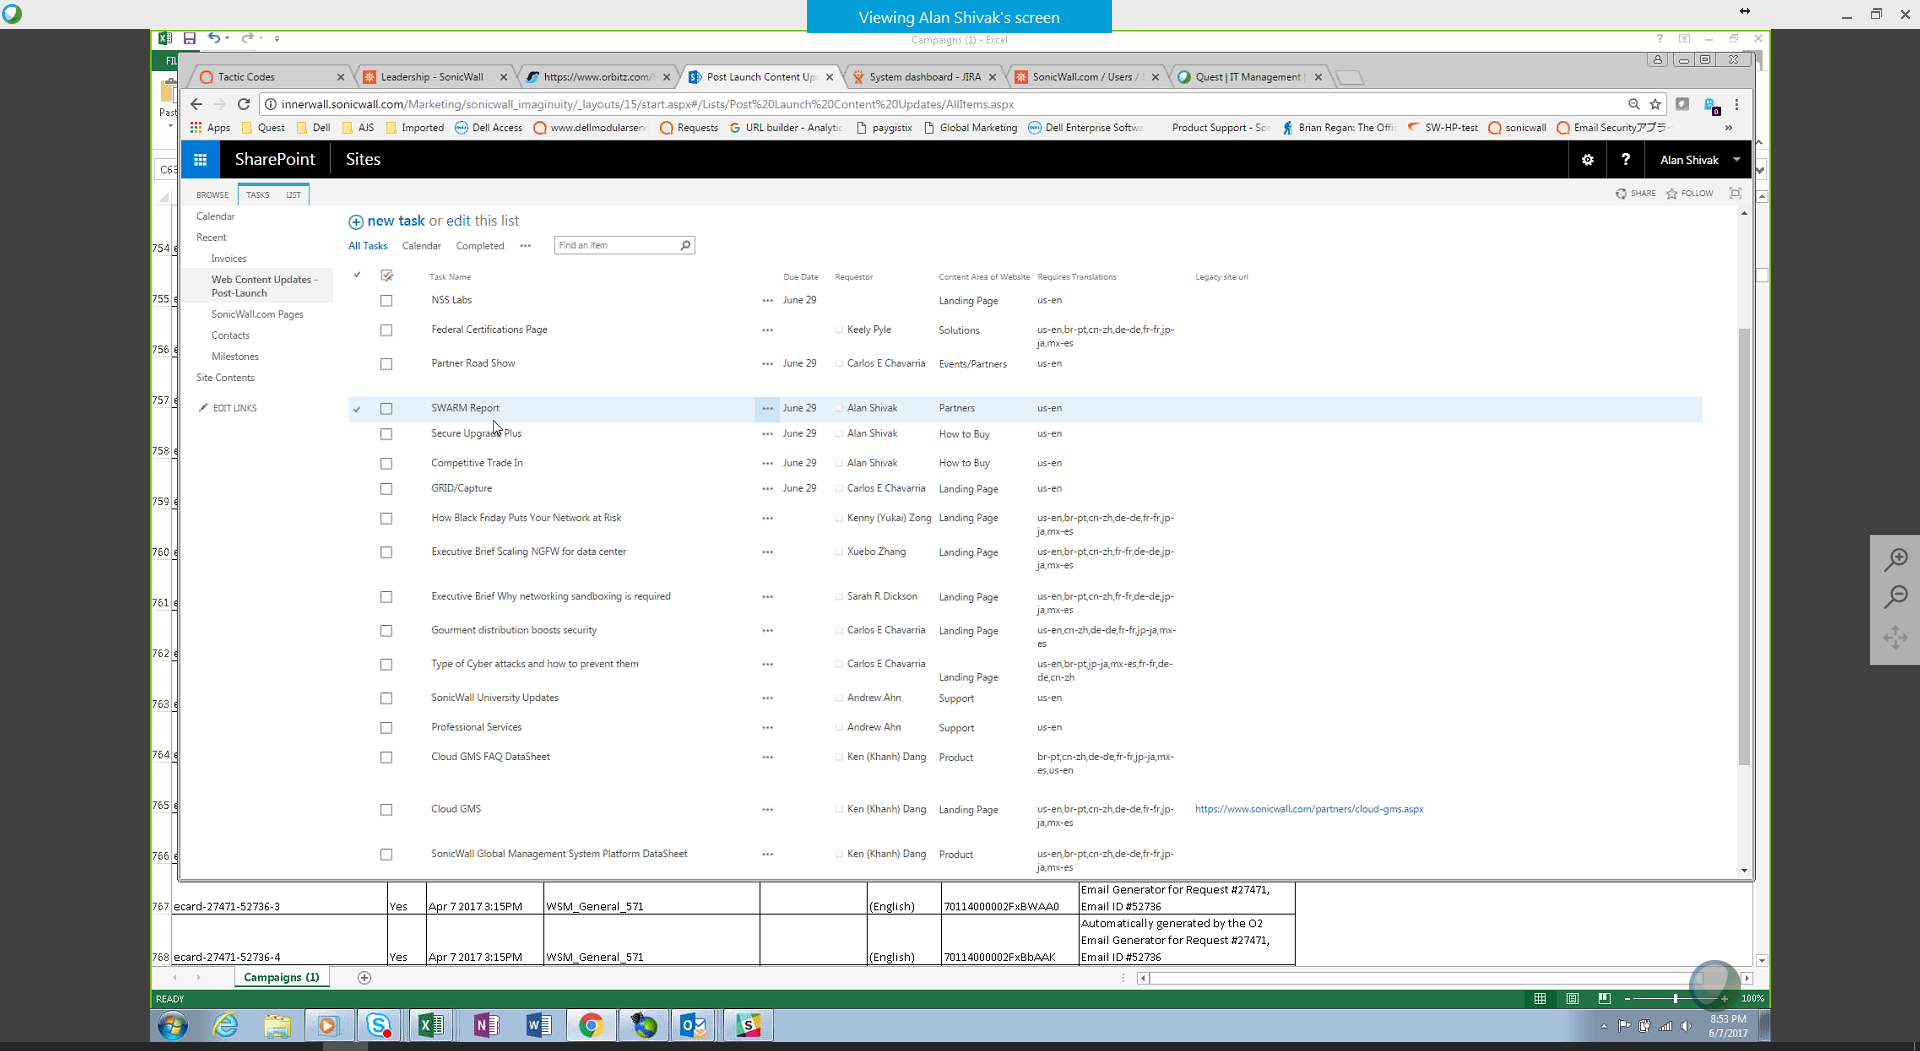 Viewing Alan Shivak's screen
Campaigns (1) - Excel
Tactic Codes
Leadership - SonicWall
https://www.orbitz.com/
Post Launch Content Up
System dashboard - JIRA
SonicWall.com / Users /
Quest | IT Management
innerwall.sonicwall.com/Marketing/sonicwall_imaginuity/_layouts/15/start.aspx#/Lists/Post%20Launch%20Content%20Updates/AllItems.aspx
Apps Quest Dell AJS Imported Dell Access www.dellmodularser Requests URL builder - Analytic paygistix Global Marketing Dell Enterprise Softwa Product Support - So Brian Regan: The Offi SW-HP-test sonicwall Email Securityアプラ
SharePoint Sites
Alan Shivak
BROWSE TASKS LIST
SHARE FOLLOW
Calendar
Recent
Invoices
Web Content Updates -
Post-Launch
SonicWall.com Pages
Contacts
Milestones
Site Contents
EDIT LINKS
new task or edit this list
All Tasks Calendar Completed ... Find an item
Task Name Due Date Requestor Content Area of Website Requires Translations Legacy site url
NSS Labs ... June 29 Landing Page us-en
Federal Certifications Page ... Keely Pyle Solutions us-en,br-pt,cn-zh,de-de,fr-fr,jp-
ja,mx-es
Partner Road Show ... June 29 Carlos E Chavarria Events/Partners us-en
SWARM Report ... June 29 Alan Shivak Partners us-en
Secure Upgrade Plus ... June 29 Alan Shivak How to Buy us-en
Competitive Trade In ... June 29 Alan Shivak How to Buy us-en
GRID/Capture ... June 29 Carlos E Chavarria Landing Page us-en
How Black Friday Puts Your Network at Risk ... Kenny (Yukai) Zong Landing Page us-en,br-pt,cn-zh,de-de,fr-fr,jp-
ja,mx-es
Executive Brief Scaling NGFW for data center ... Xuebo Zhang Landing Page us-en,br-pt,cn-zh,fr-fr,de-de,jp-
ja,mx-es
Executive Brief Why networking sandboxing is required ... Sarah R Dickson Landing Page us-en,br-pt,cn-zh,fr-fr,de-de,jp-
ja,mx-es
Gourment distribution boosts security ... Carlos E Chavarria Landing Page us-en,cn-zh,de-de,fr-fr,jp-ja,mx-
es
Type of Cyber attacks and how to prevent them ... Carlos E Chavarria Landing Page us-en,br-pt,jp-ja,mx-es,fr-fr,de-
de,cn-zh
SonicWall University Updates ... Andrew Ahn Support us-en
Professional Services ... Andrew Ahn Support us-en
Cloud GMS FAQ DataSheet ... Ken (Khanh) Dang Product br-pt,cn-zh,de-de,fr-fr,jp-ja,mx-
es,us-en
Cloud GMS ... Ken (Khanh) Dang Landing Page us-en,br-pt,cn-zh,de-de,fr-fr,jp-
ja,mx-es https://www.sonicwall.com/partners/cloud-gms.aspx
SonicWall Global Management System Platform DataSheet ... Ken (Khanh) Dang Product us-en,br-pt,cn-zh,de-de,fr-fr,jp-
ja,mx-es
754
755
756
757
758
759
760
761
762
763
764
765
766
Email Generator for Request #27471,
767 ecard-27471-52736-3 Yes Apr 7 2017 3:15PM WSM_General_571 (English) 70114000002FxBWAA0 Email ID #52736
Automatically generated by the O2
Email Generator for Request #27471,
768 ecard-27471-52736-4 Yes Apr 7 2017 3:15PM WSM_General_571 (English) 70114000002FxBbAAK Email ID #52736
Campaigns (1)
READY
100%
8:53 PM
6/7/2017